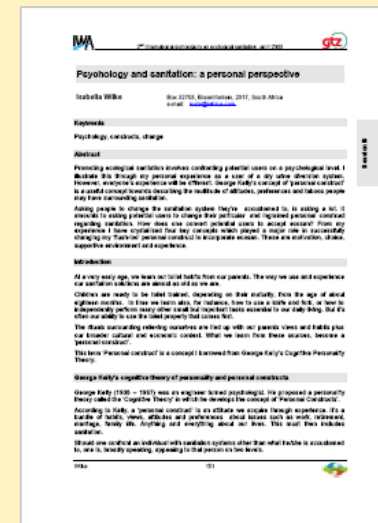 IWA
2nd international symposium on ecological sanitation, april 2003
gtz
Psychology and sanitation: a personal perspective
Isabella Wilke
Box 32703, Braamfontein, 2017, South Africa
e-mail:
Session B
Keywords
Psychology, constructs, change
Abstract
Promoting ecological sanitation involves confronting potential users on a psychological level. I
illustrate this through my personal experience as a user of a dry urine diversion system.
However, everyone's experience will be different. George Kelly's concept of 'personal construct'
is a useful concept towards describing the multitude of attitudes, preferences and taboos people
may have surrounding sanitation.
Asking people to change the sanitation system they're accustomed to, is asking a lot. It
amounts to asking potential users to change their particular and ingrained personal construct
regarding sanitation. How does one convert potential users to accept ecosan? From my
experience I have crystallised four key concepts which played a major role in successfully
changing my 'flush-loo' personal construct to incorporate ecosan. These are motivation, choice,
supportive environment and experience.
Introduction
At a very early age, we learn our toilet habits from our parents. The way we use and experience
our sanitation solutions are almost as old as we are.
Children are ready to be toilet trained, depending on their maturity, from the age of about
eighteen months. In time we learn also, for instance, how to use a knife and fork, or how to
independently perform many other small but important tasks essential to our daily living. But it's
often our ability to use the toilet properly that comes first.
The rituals surrounding relieving ourselves are tied up with our parents views and habits plus
our broader cultural and economic context. What we learn from these sources, become a
'personal construct'.
This term 'Personal construct' is a concept I borrowed from George Kelly's Cognitive Personality
Theory.
George Kelly's cognitive theory of personality and personal constructs
George Kelly (1905 – 1967) was an engineer turned psychologist. He proposed a personality
theory called the 'Cognitive Theory' in which he develops the concept of 'Personal Constructs'.
According to Kelly, a 'personal construct' is an attitude we acquire through experience. It's a
bundle of habits, views, attitudes and preferences about issues such as work, retirement,
marriage, family life. Anything and everything about our lives. This must then includes
sanitation.
Should one confront an individual with sanitation systems other than what he/she is accustomed
to, one is, broadly speaking, appealing to that person on two levels.
Wilke
151